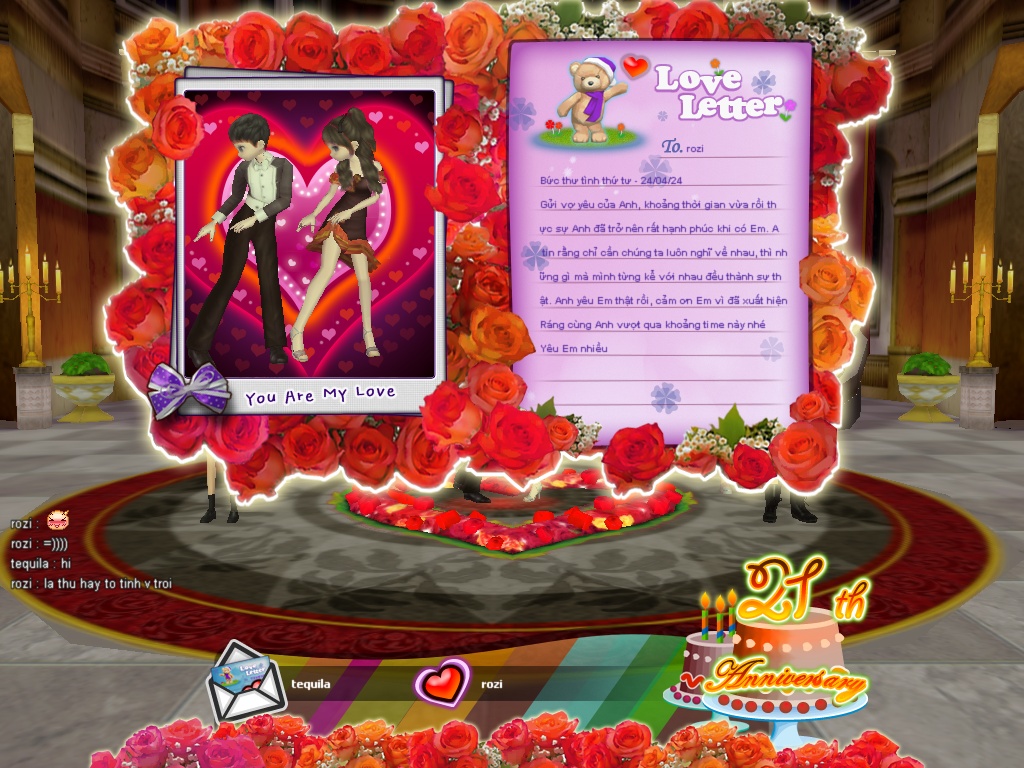 Love
Letter
To. rozi
Bức thư tình thứ tư - 24/04/24
Gửi vợ yêu của Anh, khoảng thời gian vừa rồi th
ực sự Anh đã trở nên rất hạnh phúc khi có Em. A
tin rằng chỉ cần chúng ta luôn nghĩ về nhau, thì nh
ững gì mà mình từng kể với nhau đều thành sự th
ật. Anh yêu Em thật rồi, cảm ơn Em vì đã xuất hiện
Ráng cùng Anh vượt qua khoảng time này nhé
Yêu Em nhiều
You Are My Love
rozi :
rozi : =))))
tequila : hi
rozi : la thu hay to tinh v troi
21th
Anniversary
Love
Letter
tequila
rozi